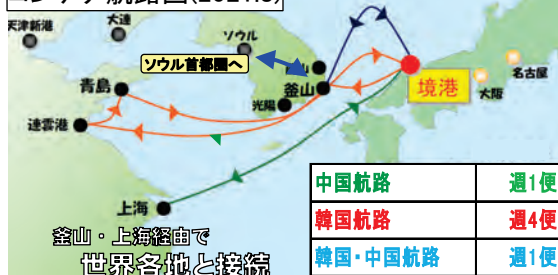 天津新港
大連
ソウル
ソウル首都圏へ
山
釜山
光陽
青島
連雲港
上海
境港
大阪
名古屋
中国航路 週1便
韓国航路 週4便
韓国・中国航路 週1便
釜山・上海経由で
世界各地と接続